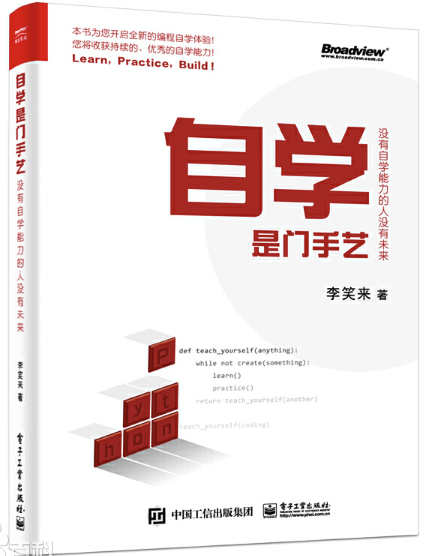 本书为您开启全新的编程自学体验!
您将收获持续的、优秀的自学能力!
Learn, Practice, Build!
Broadview®
www.broadview.com.cn
自学
是门手艺
没有自学能力的人没有未来
李笑来 著
def teach_yourself(anything):
while not create(something):
learn()
practice()
return teach_yourself(another)
teach_yourself(coding)
P
y t
h o n
中国工信出版集团
电子工业出版社
自学是门手艺
没有自学能力的人没有未来
李笑来 著
电子工业出版社